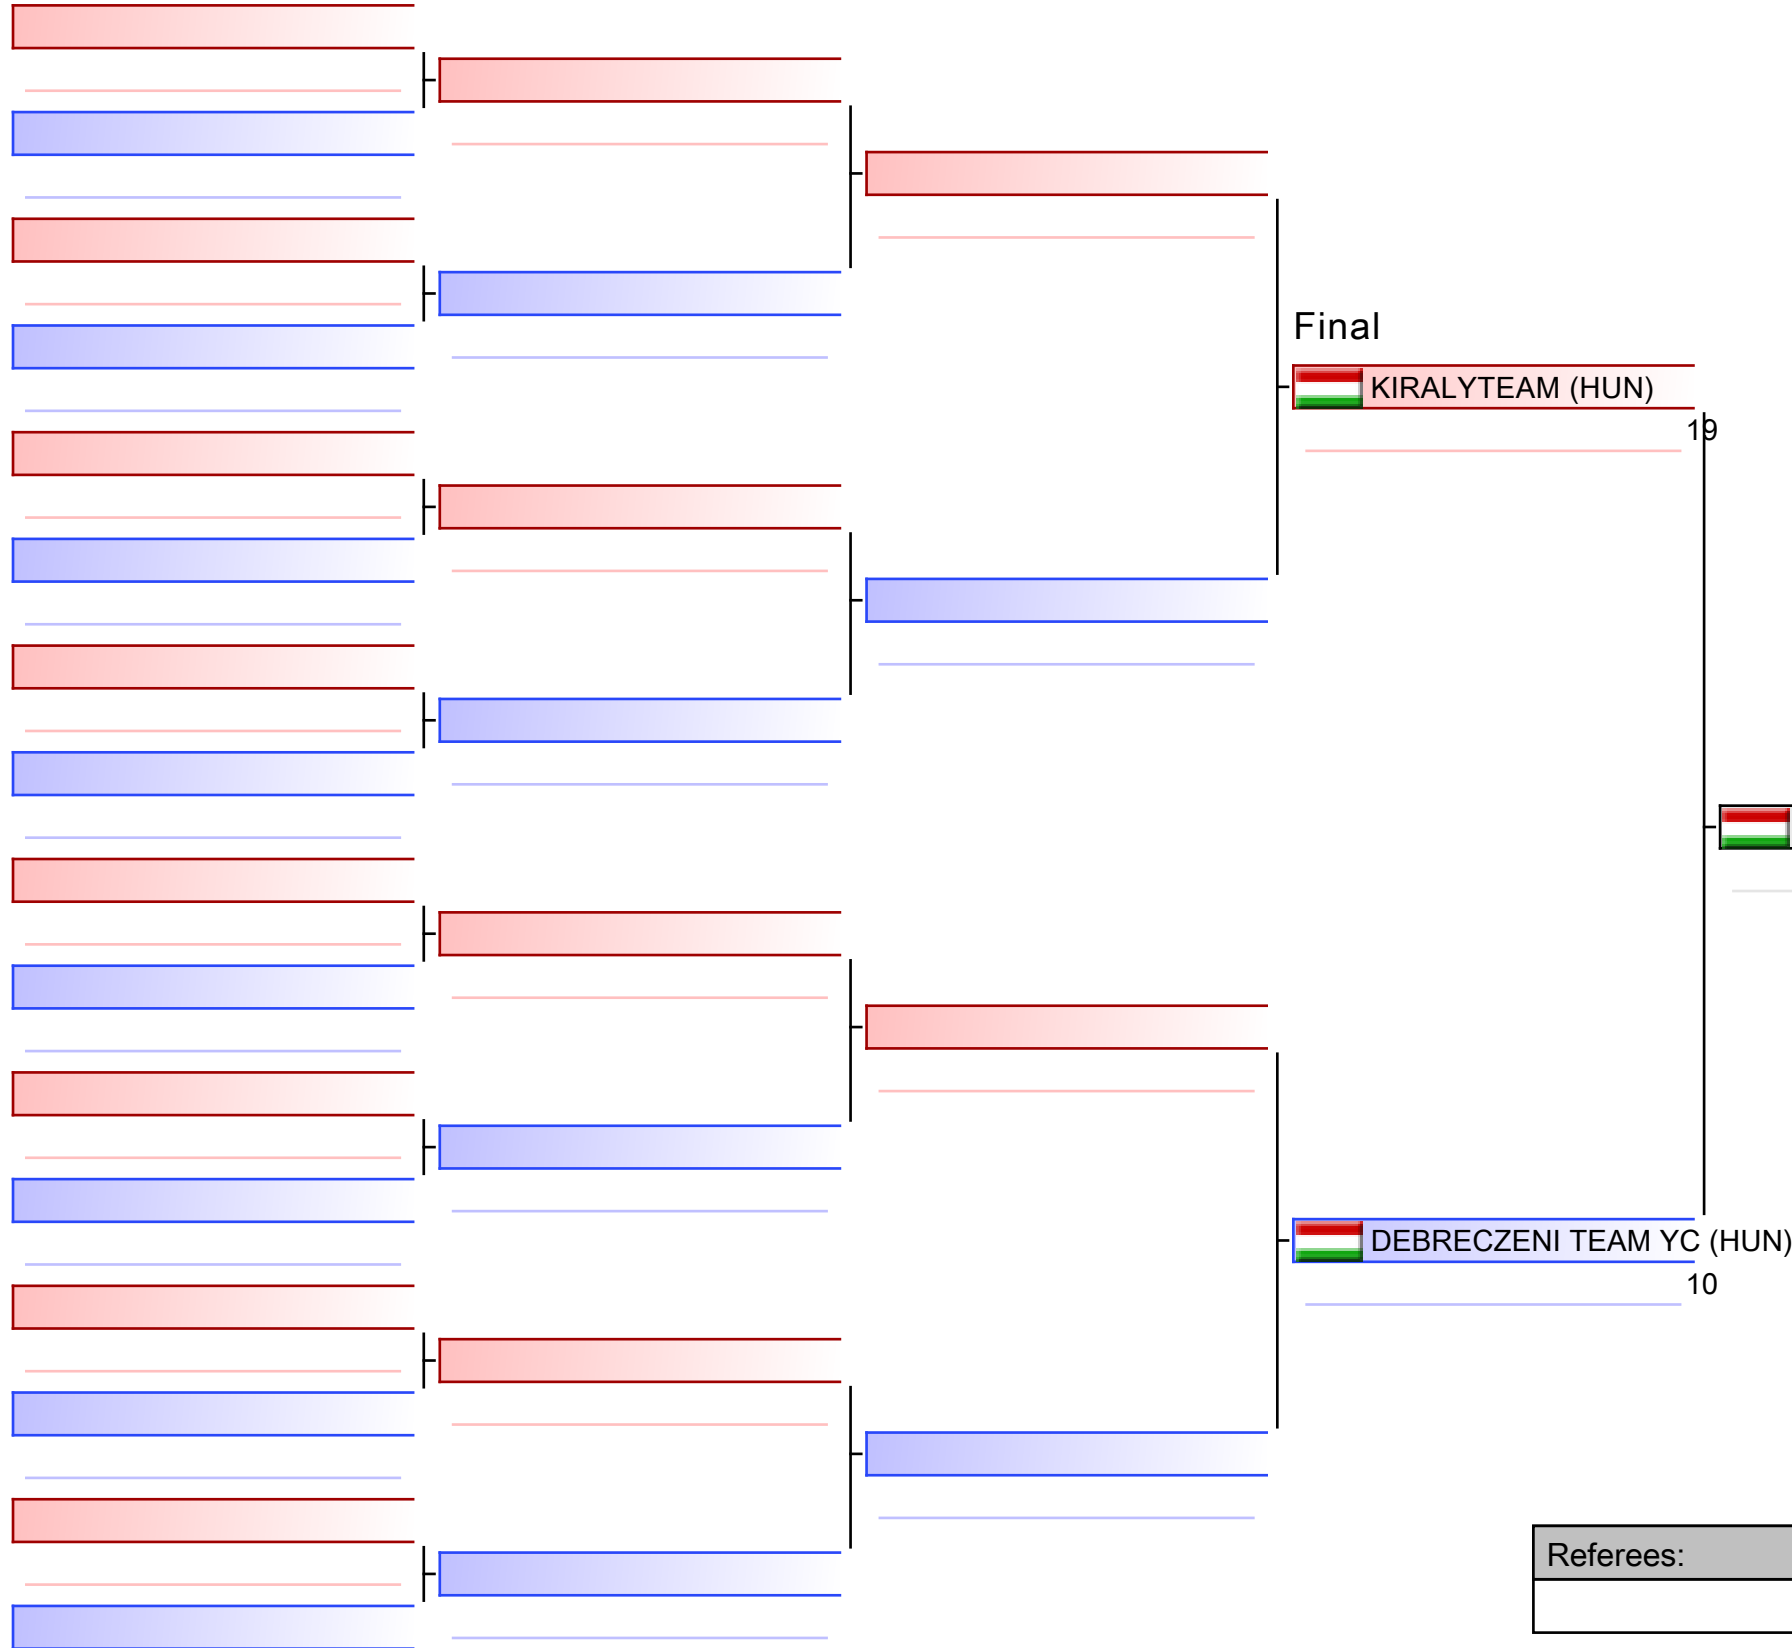 Final
KIRALYTEAM (HUN)
19
DEBRECZENI TEAM YC (HUN)
10
Referees: